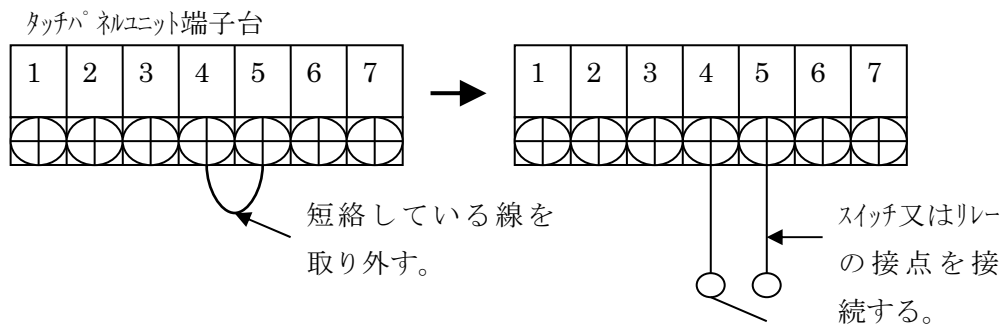 ﾀｯﾁﾊﾟﾈﾙﾕﾆｯﾄ端子台
1 2 3 4 5 6 7
1 2 3 4 5 6 7
短絡している線を
取り外す。
ｽｲｯﾁ又はﾘﾚｰ
の接点を接
続する。